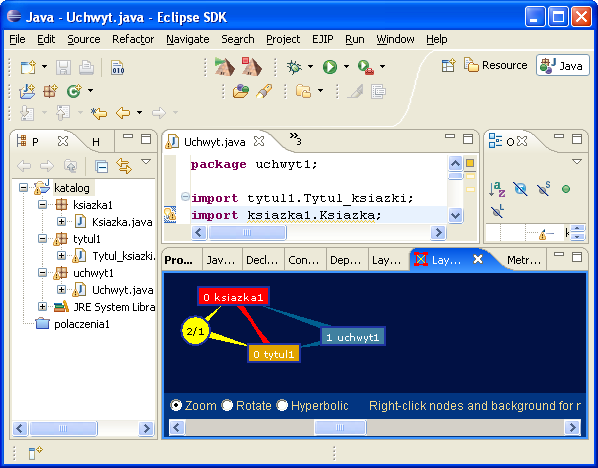 Java - Uchwyt.java - Eclipse SDK
File Edit Source Refactor Navigate Search Project EJIP Run Window Help
010
Resource
Java
P
H
Uchwyt.java
»3
O
katalog
ksiazka1
Ksiazka.java
tytul1
Tytul_ksiazki.
uchwyt1
Uchwyt.java
JRE System Libra
polaczenia1
package uchwyt1;
import tytul1.Tytul_ksiazki;
import ksiazka1.Ksiazka;
a
z
S
L
k
Pro... Jav... Decl... Con... Dep... Lay... Lay... Metr...
0 ksiazka1
2/1
1 uchwyt1
0 tytul1
Zoom Rotate Hyperbolic Right-click nodes and background for r